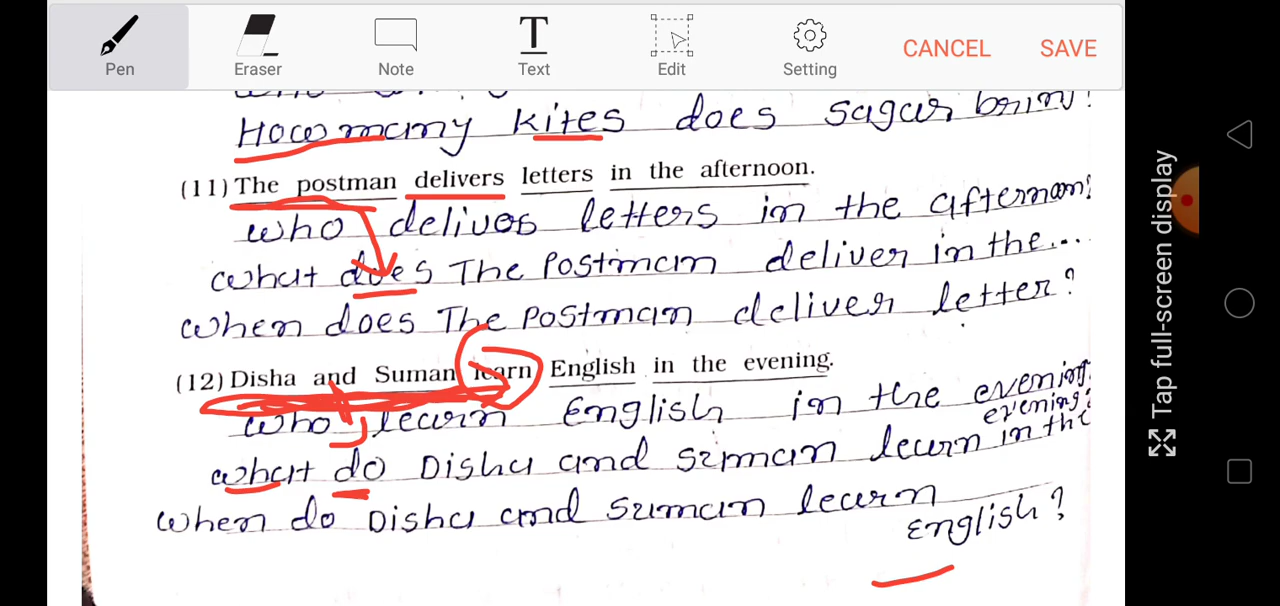 Pen Eraser Note Text Edit Setting CANCEL SAVE
How many kites does sagar
(11) The postman delivers letters in the afternoon.
who delives letters in the afternoon?
what does The Postman deliver in the...
when does The Postman deliver letter?
(12) Disha and Suman learn English in the evening.
who learn English in the evening?
what do Disha and suman learn in the evening?
when do Disha and suman learn
English?
Tap full-screen display